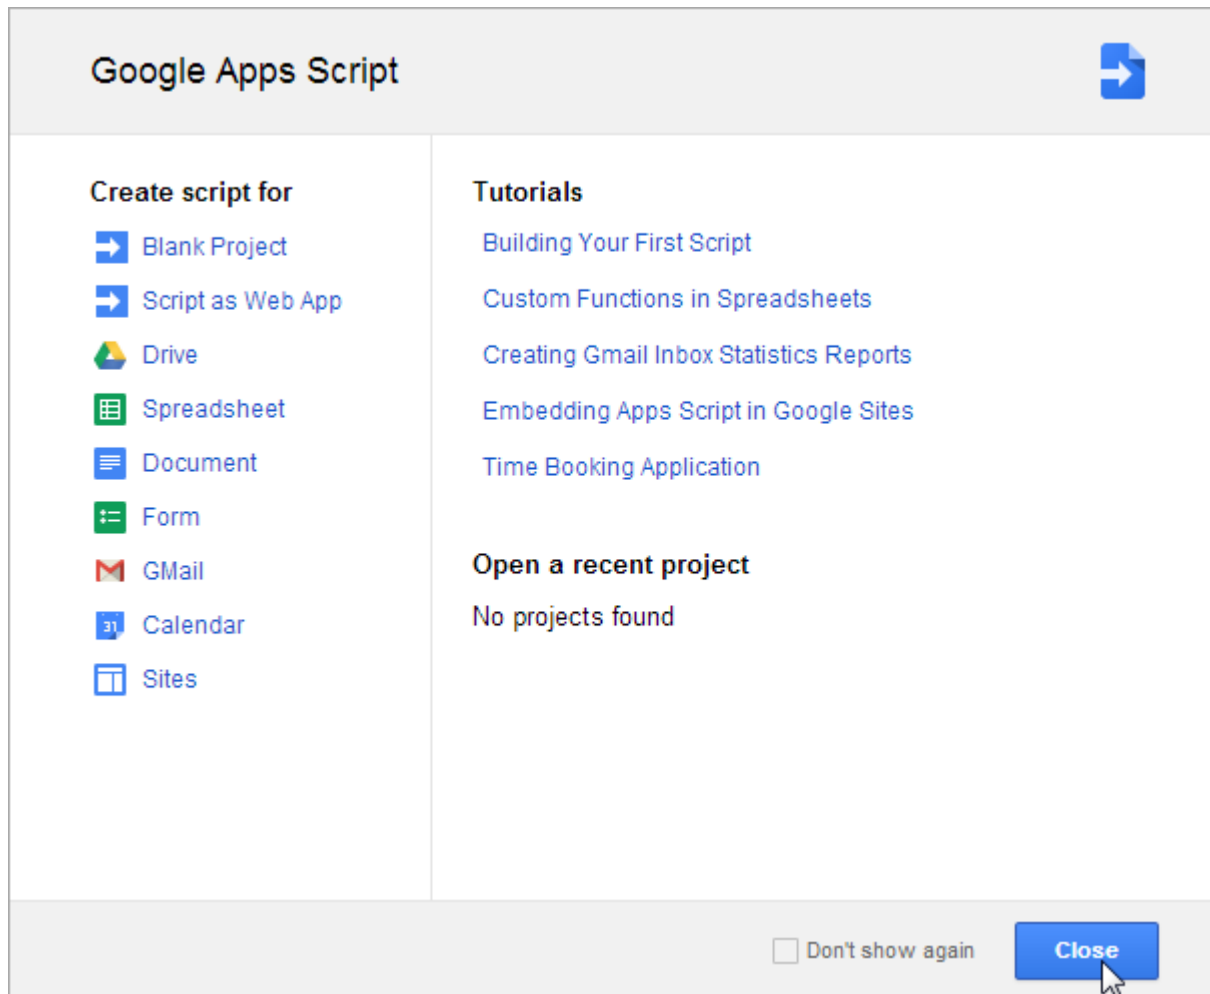 Google Apps Script
Create script for
Blank Project
Script as Web App
Drive
Spreadsheet
Document
Form
GMail
31
Calendar
Sites
Tutorials
Building Your First Script
Custom Functions in Spreadsheets
Creating Gmail Inbox Statistics Reports
Embedding Apps Script in Google Sites
Time Booking Application
Open a recent project
No projects found
Don't show again
Close